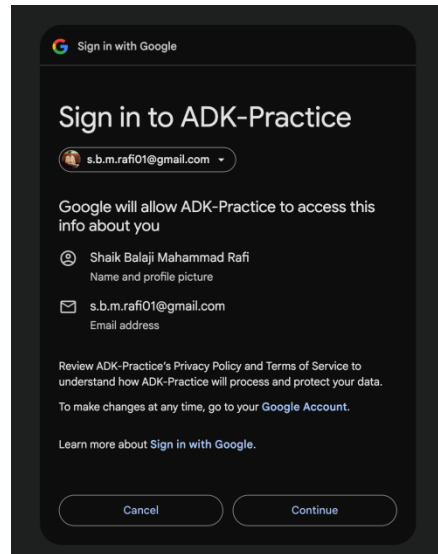 Sign in with Google
Sign in to ADK-Practice
s.b.m.rafi01@gmail.com
Google will allow ADK-Practice to access this
info about you
Shaik Balaji Mahammad Rafi
Name and profile picture
s.b.m.rafi01@gmail.com
Email address
Review ADK-Practice's Privacy Policy and Terms of Service to
understand how ADK-Practice will process and protect your data.
To make changes at any time, go to your Google Account.
Learn more about Sign in with Google.
Cancel
Continue